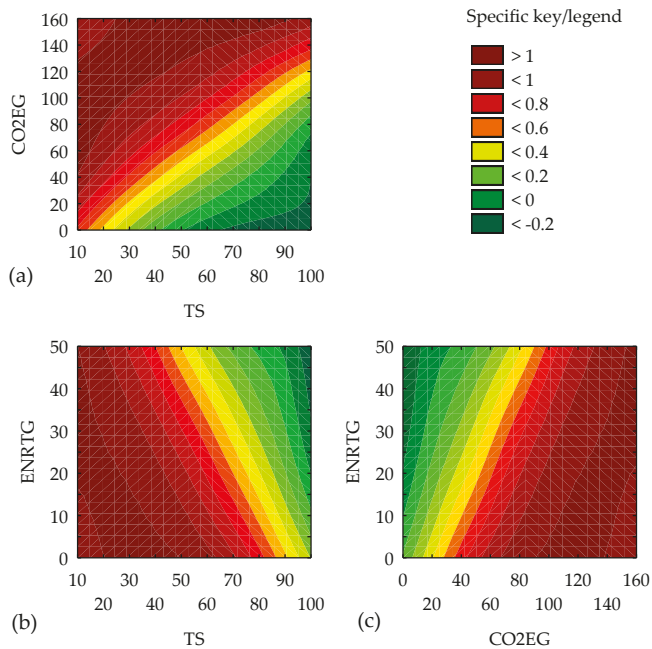 Specific key/legend
> 1
< 1
< 0.8
< 0.6
< 0.4
< 0.2
< 0
< -0.2
CO2EG
160
140
120
100
80
60
40
20
0
10 30 50 70 90
20 40 60 80 100
(a)
TS
ENRTG
50
40
30
20
10
0
10 30 50 70 90
20 40 60 80 100
(b)
TS
ENRTG
50
40
30
20
10
0
0 40 80 120 160
20 60 100 140
(c)
CO2EG